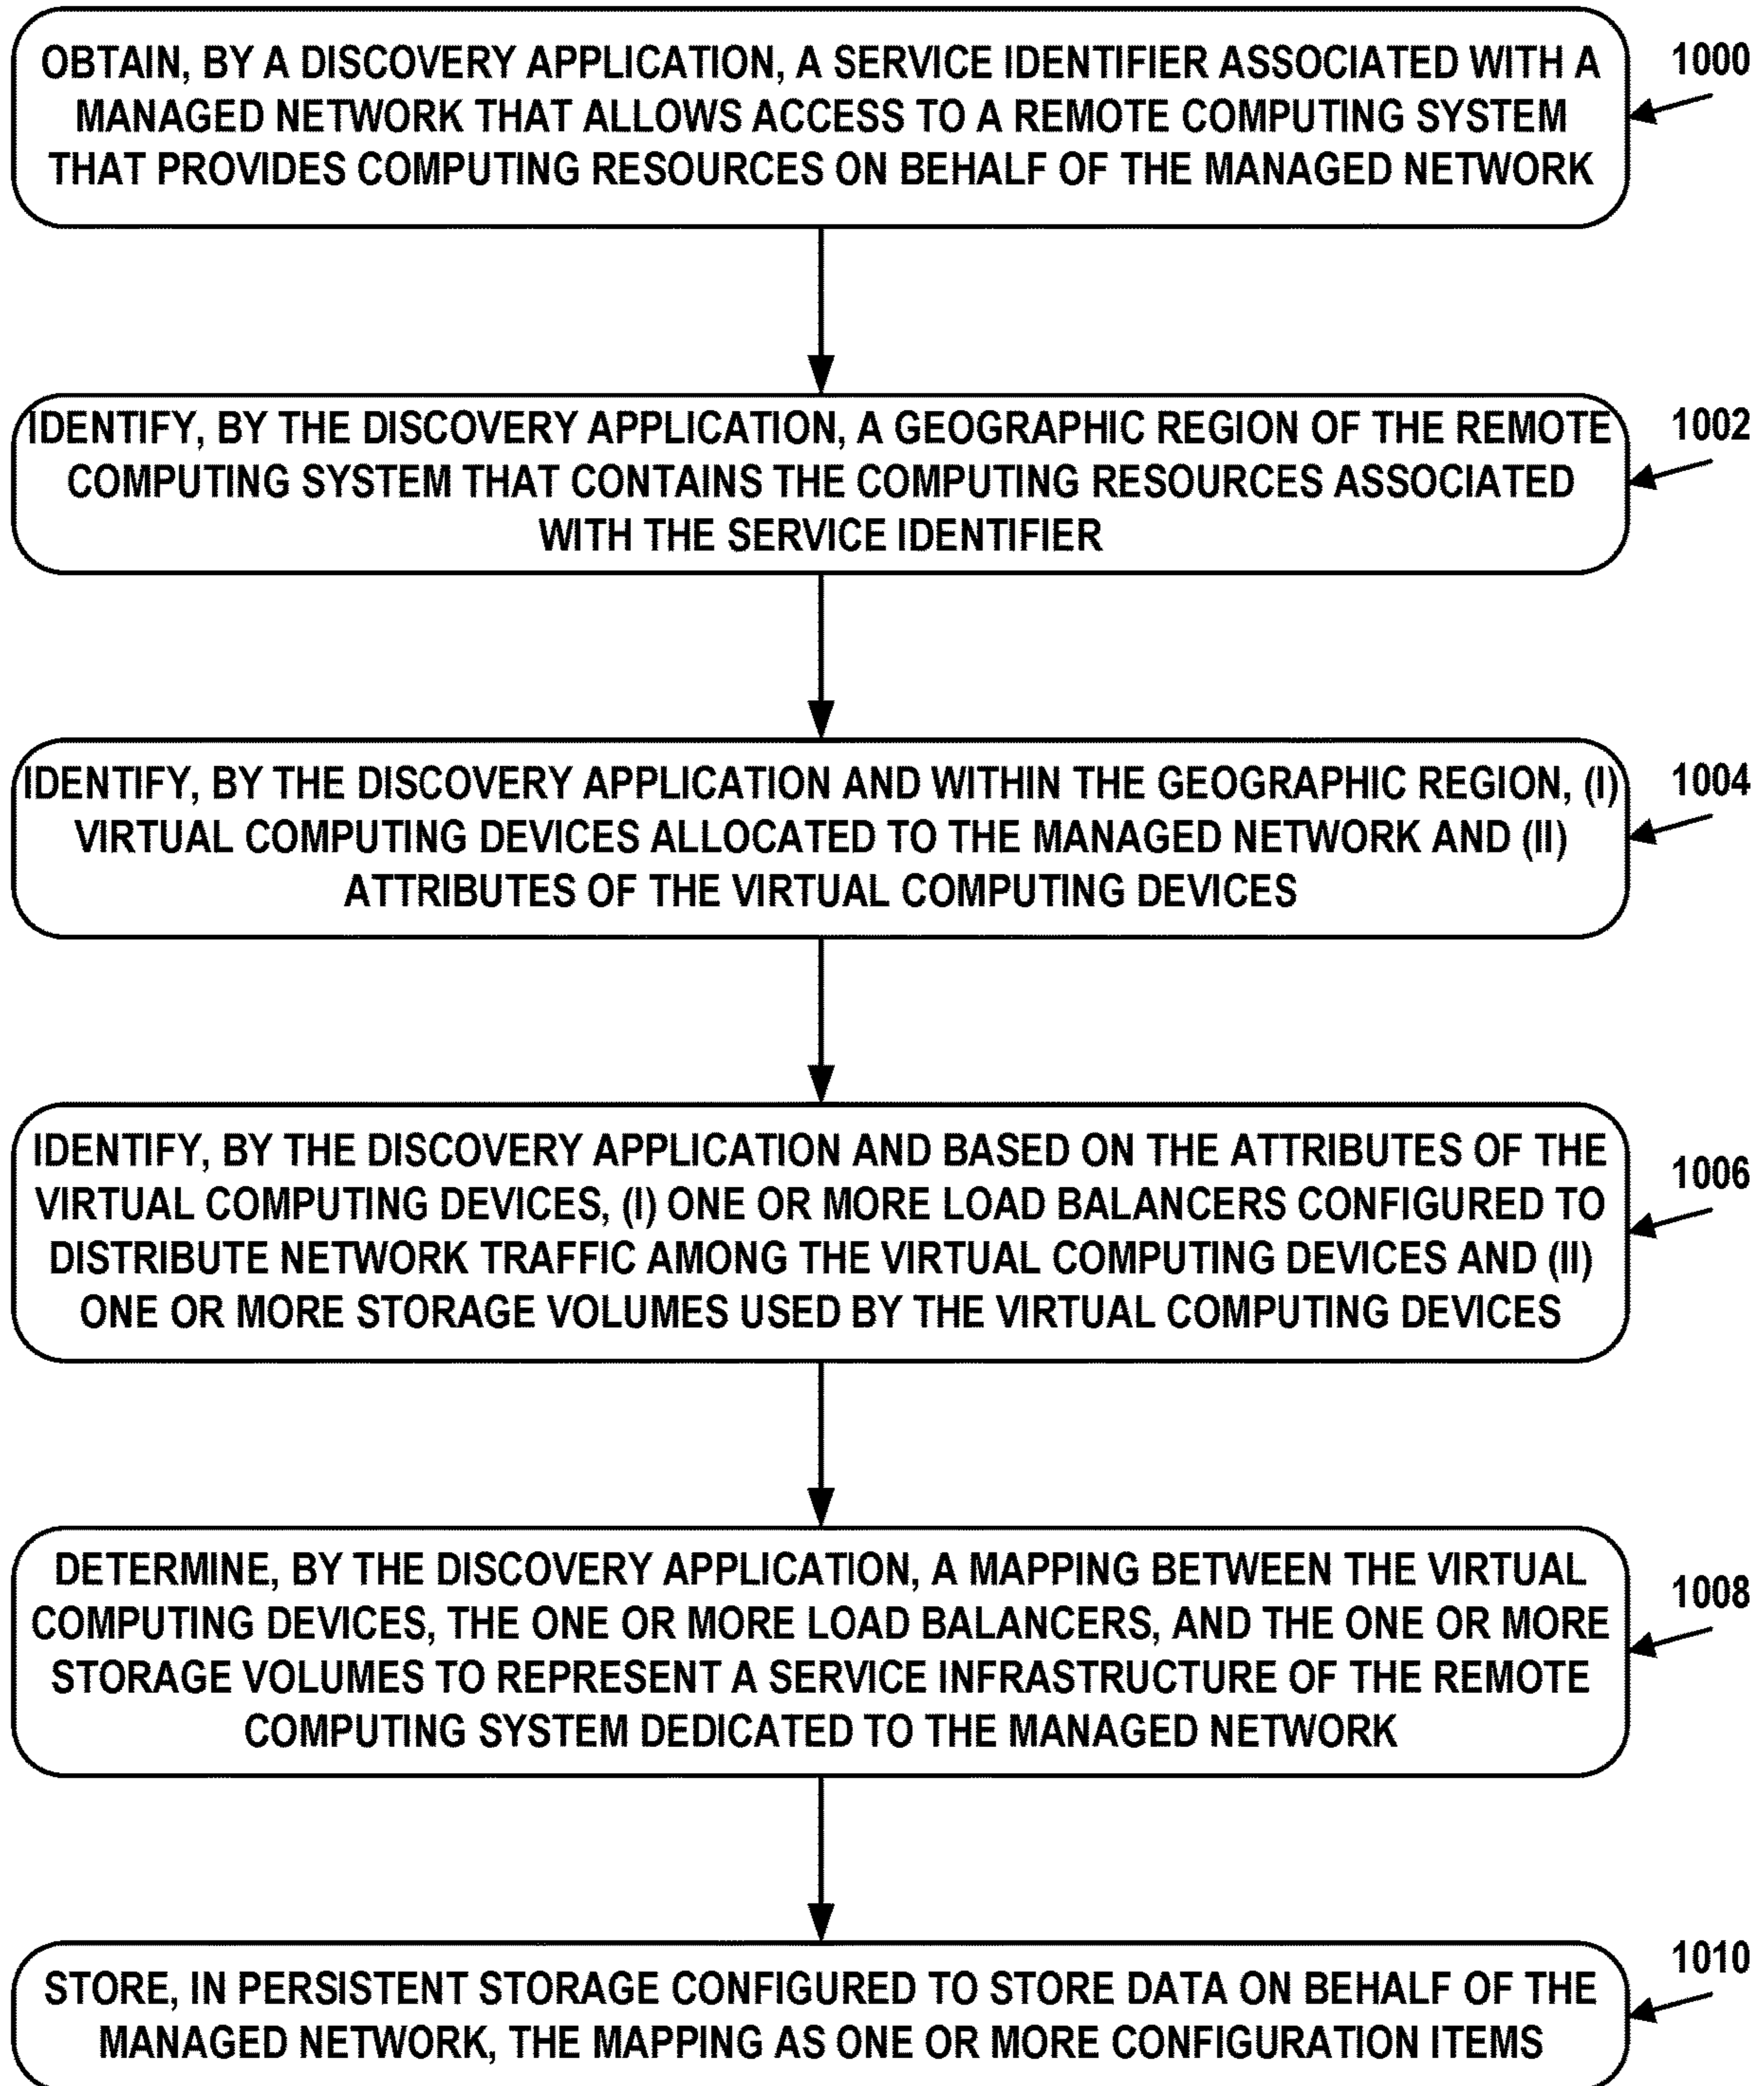 OBTAIN, BY A DISCOVERY APPLICATION, A SERVICE IDENTIFIER ASSOCIATED WITH A
MANAGED NETWORK THAT ALLOWS ACCESS TO A REMOTE COMPUTING SYSTEM
THAT PROVIDES COMPUTING RESOURCES ON BEHALF OF THE MANAGED NETWORK
1000
IDENTIFY, BY THE DISCOVERY APPLICATION, A GEOGRAPHIC REGION OF THE REMOTE
COMPUTING SYSTEM THAT CONTAINS THE COMPUTING RESOURCES ASSOCIATED
WITH THE SERVICE IDENTIFIER
1002
IDENTIFY, BY THE DISCOVERY APPLICATION AND WITHIN THE GEOGRAPHIC REGION, (I)
VIRTUAL COMPUTING DEVICES ALLOCATED TO THE MANAGED NETWORK AND (II)
ATTRIBUTES OF THE VIRTUAL COMPUTING DEVICES
1004
IDENTIFY, BY THE DISCOVERY APPLICATION AND BASED ON THE ATTRIBUTES OF THE
VIRTUAL COMPUTING DEVICES, (I) ONE OR MORE LOAD BALANCERS CONFIGURED TO
DISTRIBUTE NETWORK TRAFFIC AMONG THE VIRTUAL COMPUTING DEVICES AND (II)
ONE OR MORE STORAGE VOLUMES USED BY THE VIRTUAL COMPUTING DEVICES
1006
DETERMINE, BY THE DISCOVERY APPLICATION, A MAPPING BETWEEN THE VIRTUAL
COMPUTING DEVICES, THE ONE OR MORE LOAD BALANCERS, AND THE ONE OR MORE
STORAGE VOLUMES TO REPRESENT A SERVICE INFRASTRUCTURE OF THE REMOTE
COMPUTING SYSTEM DEDICATED TO THE MANAGED NETWORK
1008
STORE, IN PERSISTENT STORAGE CONFIGURED TO STORE DATA ON BEHALF OF THE
MANAGED NETWORK, THE MAPPING AS ONE OR MORE CONFIGURATION ITEMS
1010